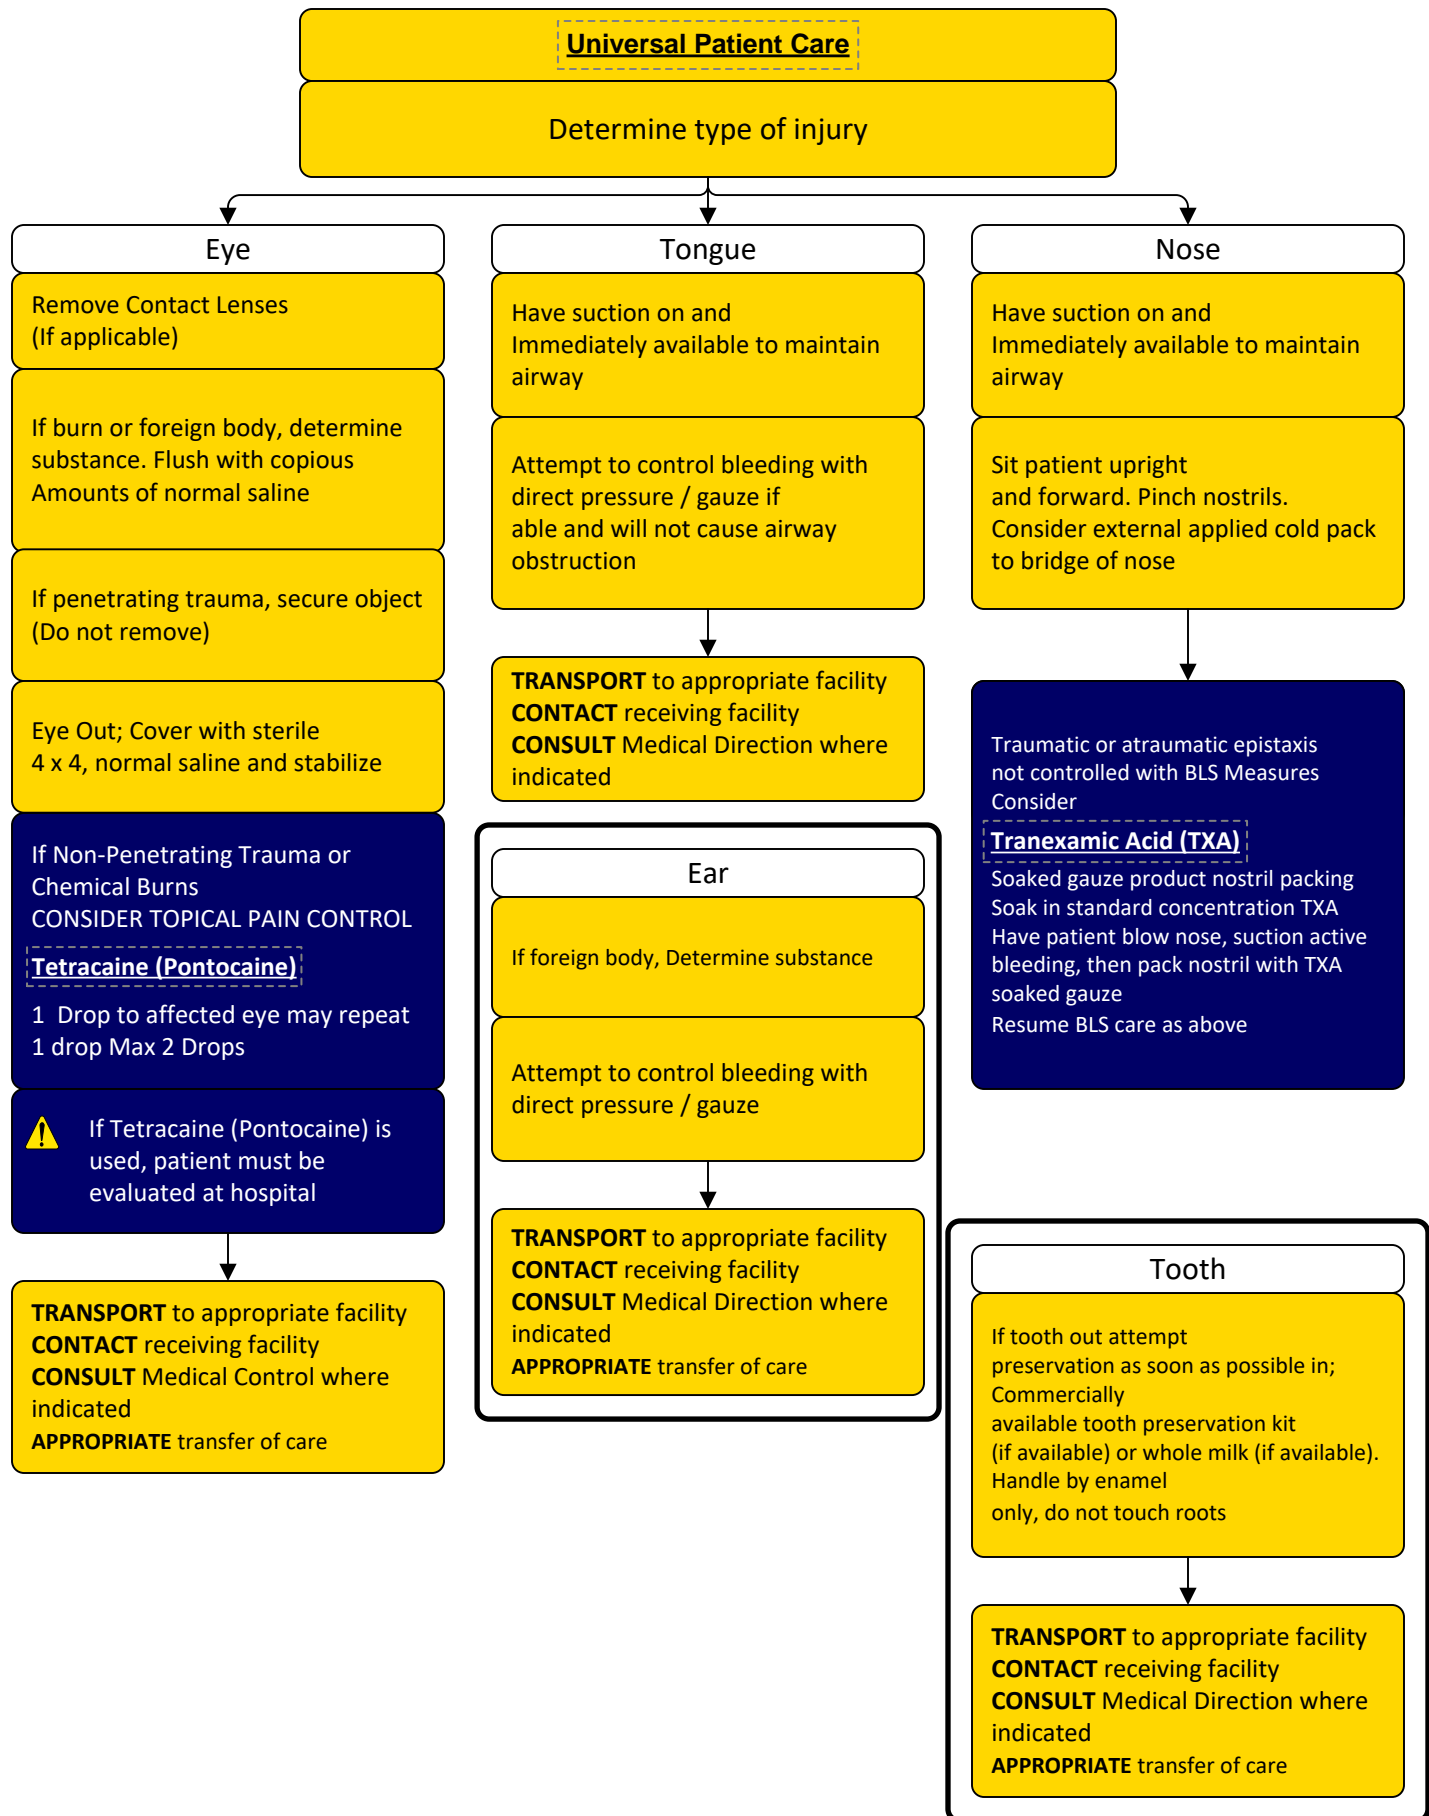 Universal Patient Care
Determine type of injury
Eye
Remove Contact Lenses
(If applicable)
If burn or foreign body, determine
substance. Flush with copious
Amounts of normal saline
If penetrating trauma, secure object
(Do not remove)
Eye Out; Cover with sterile
4 x 4, normal saline and stabilize
If Non-Penetrating Trauma or
Chemical Burns
CONSIDER TOPICAL PAIN CONTROL
Tetracaine (Pontocaine)
1  Drop to affected eye may repeat
1 drop Max 2 Drops
If Tetracaine (Pontocaine) is
used, patient must be
evaluated at hospital
TRANSPORT to appropriate facility
CONTACT receiving facility
CONSULT Medical Control where
indicated
APPROPRIATE transfer of care
Tongue
Have suction on and
Immediately available to maintain
airway
Attempt to control bleeding with
direct pressure / gauze if
able and will not cause airway
obstruction
TRANSPORT to appropriate facility
CONTACT receiving facility
CONSULT Medical Direction where
indicated
Ear
If foreign body, Determine substance
Attempt to control bleeding with
direct pressure / gauze
TRANSPORT to appropriate facility
CONTACT receiving facility
CONSULT Medical Direction where
indicated
APPROPRIATE transfer of care
Nose
Have suction on and
Immediately available to maintain
airway
Sit patient upright
and forward. Pinch nostrils.
Consider external applied cold pack
to bridge of nose
Traumatic or atraumatic epistaxis
not controlled with BLS Measures
Consider
Tranexamic Acid (TXA)
Soaked gauze product nostril packing
Soak in standard concentration TXA
Have patient blow nose, suction active
bleeding, then pack nostril with TXA
soaked gauze
Resume BLS care as above
Tooth
If tooth out attempt
preservation as soon as possible in;
Commercially
available tooth preservation kit
(if available) or whole milk (if available).
Handle by enamel
only, do not touch roots
TRANSPORT to appropriate facility
CONTACT receiving facility
CONSULT Medical Direction where
indicated
APPROPRIATE transfer of care